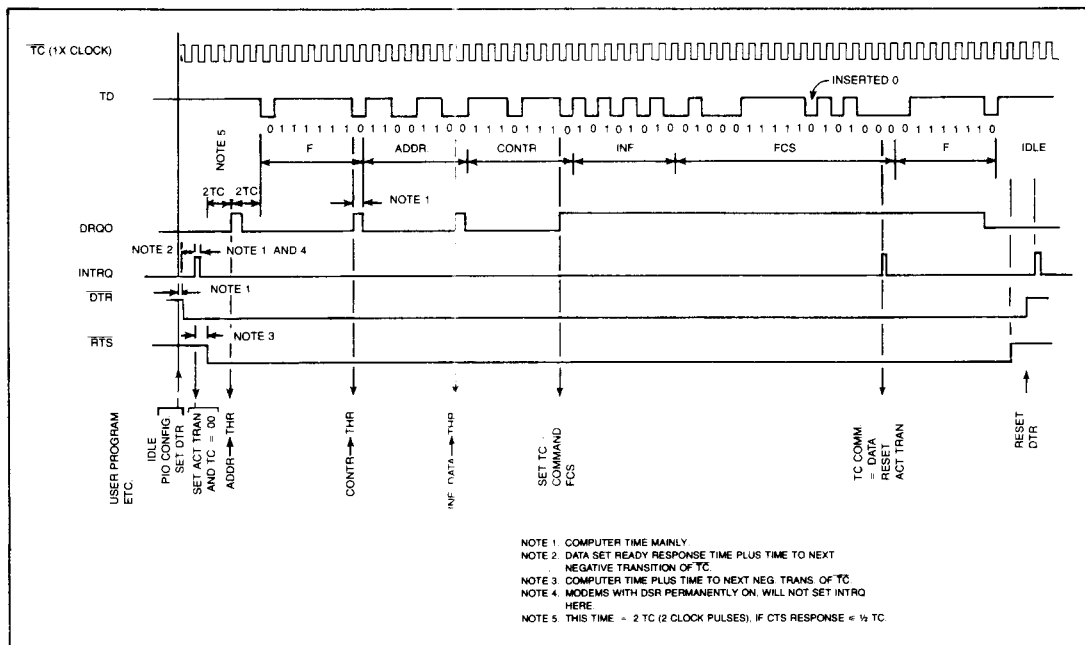 TC (1X CLOCK)
INSERTED 0
TD
0 1 1 1 1 1 1 0 1 1 0 0 1 1 0 0 1 1 1 0 1 1 1 0 1 0 1 0 1 0 1 0 0 1 0 0 0 1 1 1 1 1 0 1 0 1 0 0 0 0 1 1 1 1 1 1 0
NOTE 5
F
ADDR.
CONTR
INF
FCS
F
IDLE
2TC
2TC
NOTE 1
DRQO
NOTE 2
NOTE 1 AND 4
INTRQ
NOTE 1
DTR
NOTE 3
RTS
USER PROGRAM
ETC.
IDLE
PIO CONFIG.
SET DTR
SET ACT TRAN
AND TC = 00
ADDR → THR
CONTR → THR
INF DATA → THR
SET TC
COMMAND
FCS
TC COMM.
= DATA
RESET
ACT TRAN
RESET
DTR
NOTE 1. COMPUTER TIME MAINLY.
NOTE 2. DATA SET READY RESPONSE TIME PLUS TIME TO NEXT
NEGATIVE TRANSITION OF TC.
NOTE 3. COMPUTER TIME PLUS TIME TO NEXT NEG. TRANS. OF TC.
NOTE 4. MODEMS WITH DSR PERMANENTLY ON, WILL NOT SET INTRQ
HERE.
NOTE 5. THIS TIME = 2 TC (2 CLOCK PULSES), IF CTS RESPONSE ≤ ½ TC.